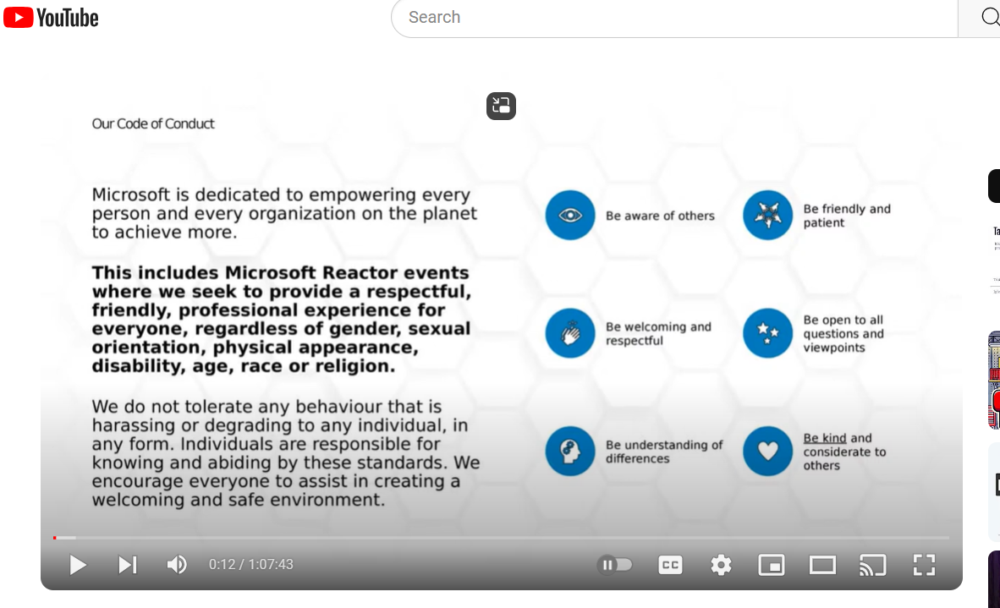 YouTube
Search
Our Code of Conduct
Microsoft is dedicated to empowering every
person and every organization on the planet
to achieve more.
This includes Microsoft Reactor events
where we seek to provide a respectful,
friendly, professional experience for
everyone, regardless of gender, sexual
orientation, physical appearance,
disability, age, race or religion.
We do not tolerate any behaviour that is
harassing or degrading to any individual, in
any form. Individuals are responsible for
knowing and abiding by these standards. We
encourage everyone to assist in creating a
welcoming and safe environment.
Be aware of others
Be friendly and
patient
Be welcoming and
respectful
Be open to all
questions and
viewpoints
Be understanding of
differences
Be kind and
considerate to
others
0:12 / 1:07:43
CC